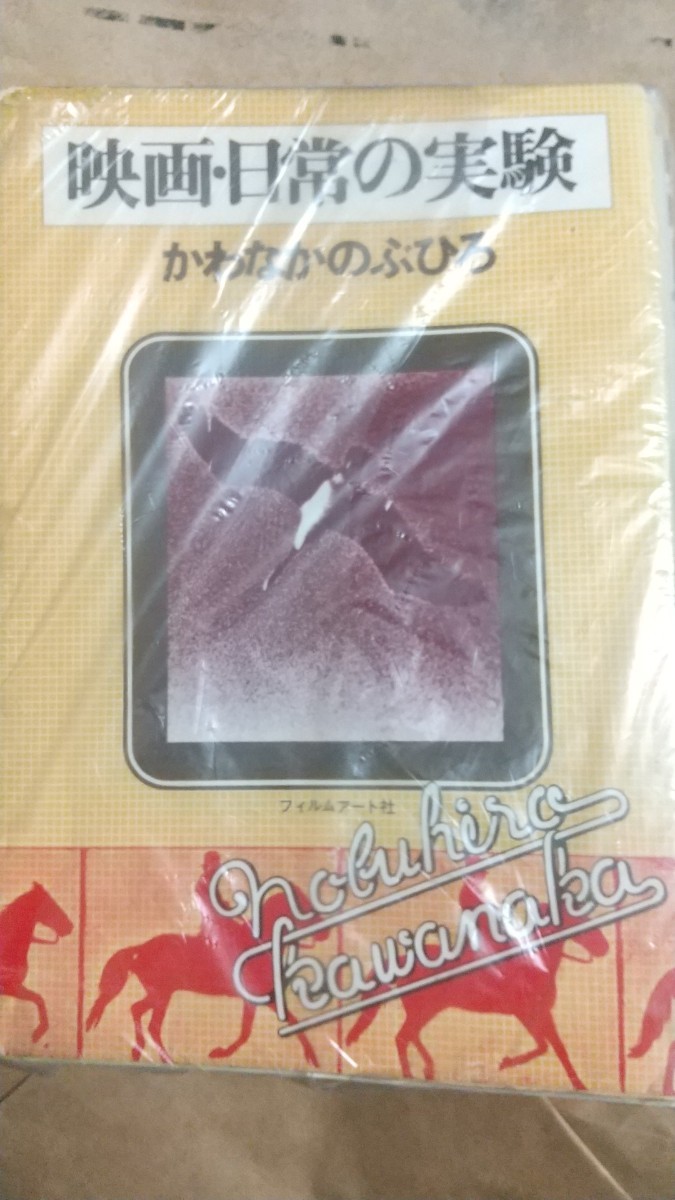 映画・日常の実験
かわなかのぶひろ
フィルムアート社
nobuhiro
kawanaka